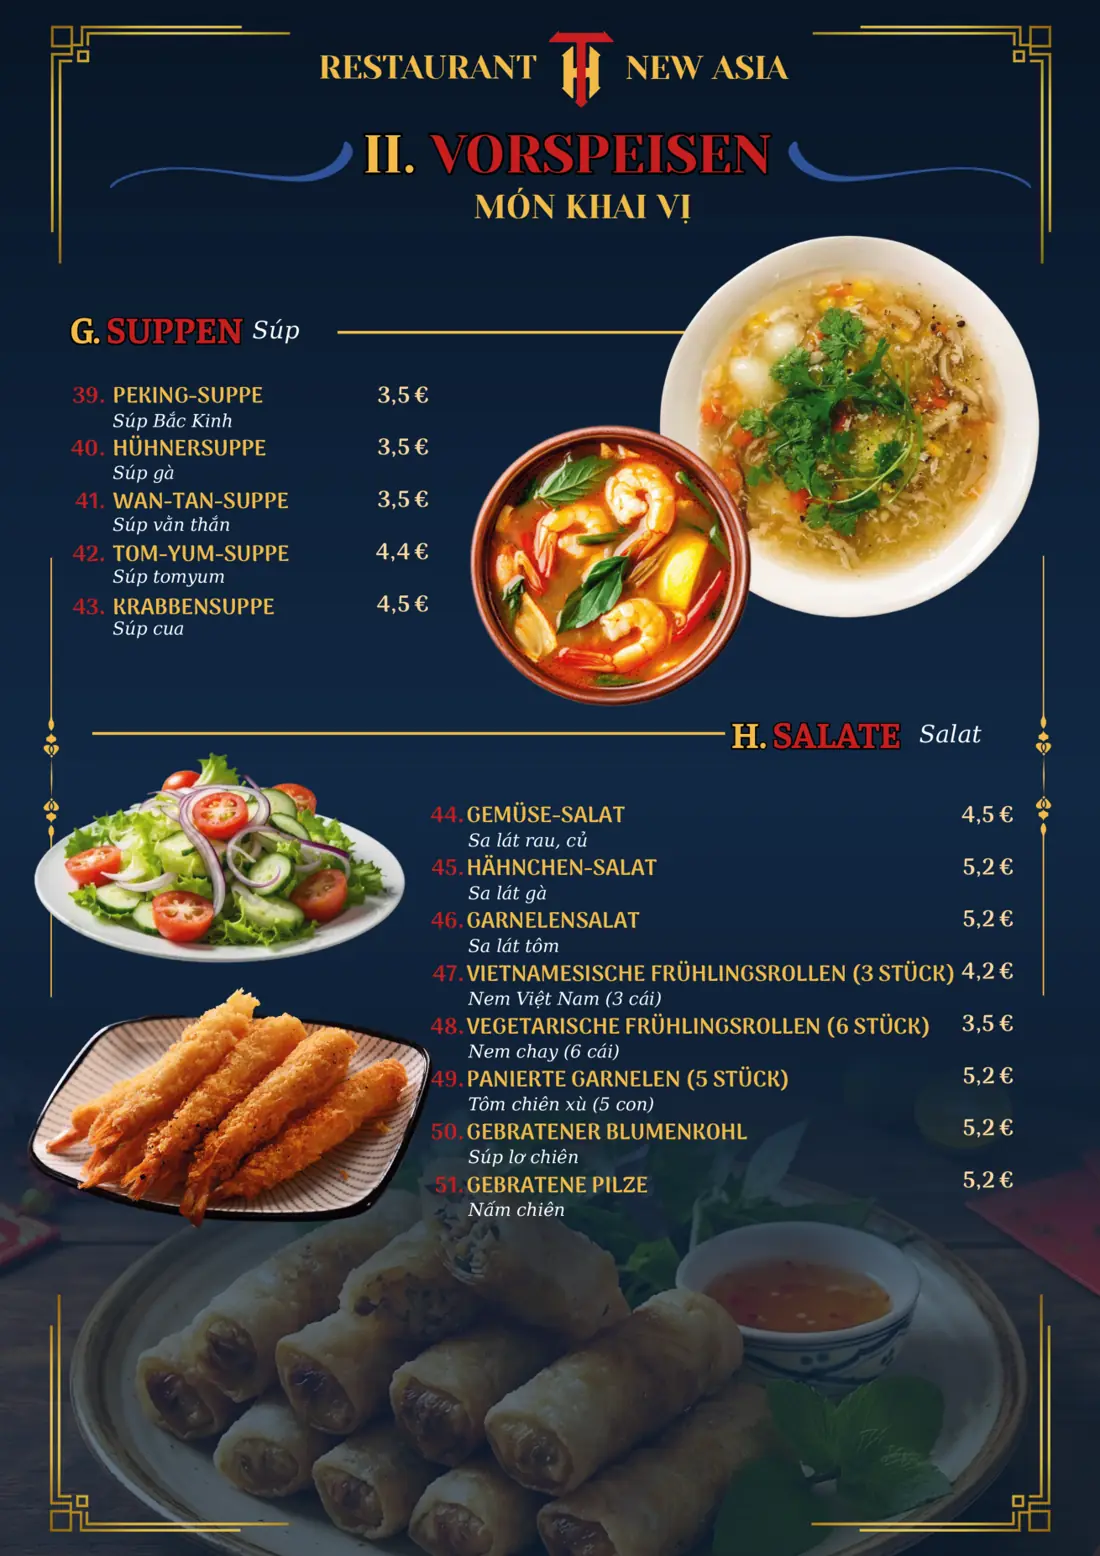 RESTAURANT TH NEW ASIA
II. VORSPEISEN
MÓN KHAI VỊ
G. SUPPEN Súp
39. PEKING-SUPPE 3,5 €
Súp Bắc Kinh
40. HÜHNERSUPPE 3,5 €
Súp gà
41. WAN-TAN-SUPPE 3,5 €
Súp vằn thắn
42. TOM-YUM-SUPPE 4,4 €
Súp tomyum
43. KRABBENSUPPE 4,5 €
Súp cua
H. SALATE Salat
44. GEMÜSE-SALAT 4,5 €
Sa lát rau, củ
45. HÄHNCHEN-SALAT 5,2 €
Sa lát gà
46. GARNELENSALAT 5,2 €
Sa lát tôm
47. VIETNAMESISCHE FRÜHLINGSROLLEN (3 STÜCK) 4,2 €
Nem Việt Nam (3 cái)
48. VEGETARISCHE FRÜHLINGSROLLEN (6 STÜCK) 3,5 €
Nem chay (6 cái)
49. PANIERTE GARNELEN (5 STÜCK) 5,2 €
Tôm chiên xù (5 con)
50. GEBRATENER BLUMENKOHL 5,2 €
Súp lơ chiên
51. GEBRATENE PILZE 5,2 €
Nấm chiên